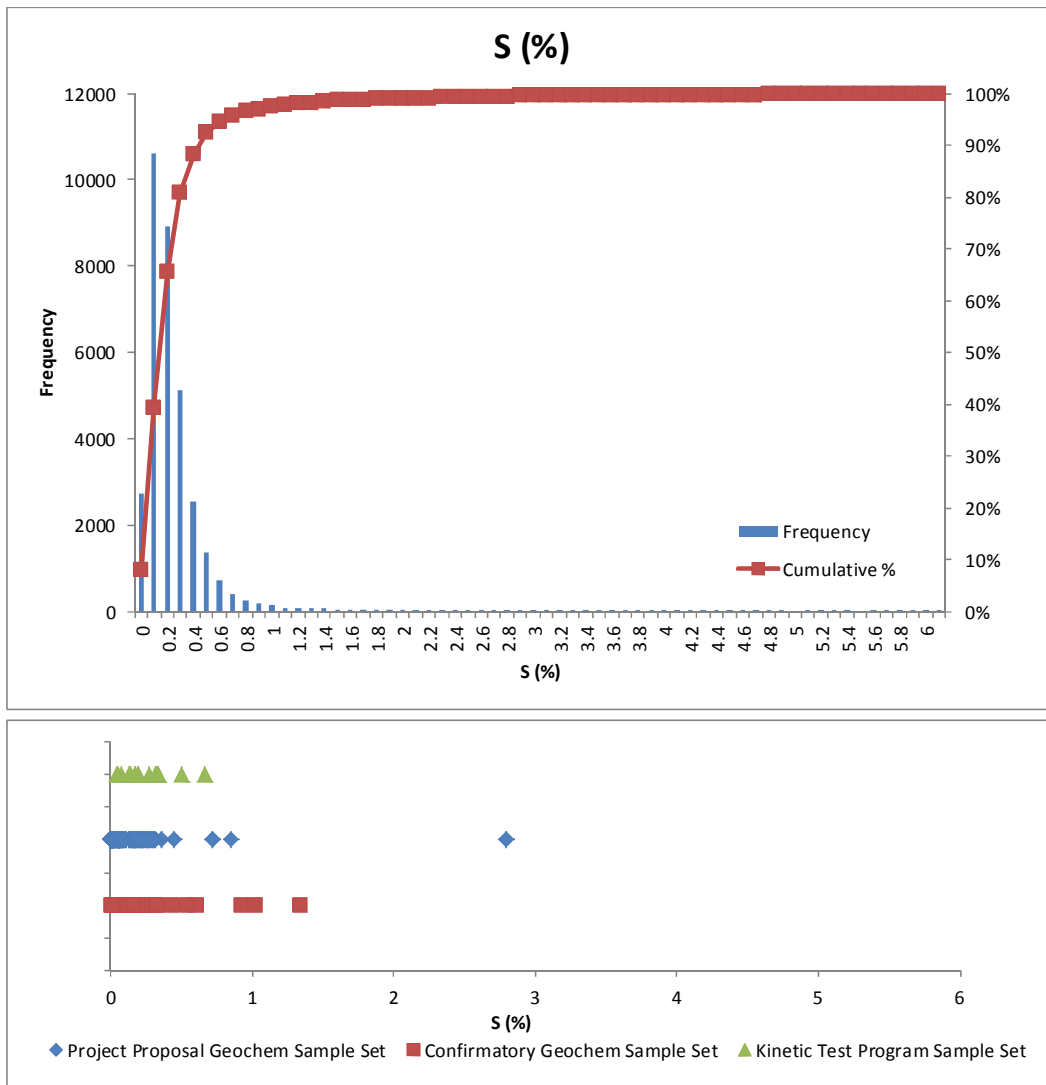 S (%)
12000
10000
8000
6000
4000
2000
0
Frequency
100%
90%
80%
70%
60%
50%
40%
30%
20%
10%
0%
Frequency
Cumulative %
0 0.2 0.4 0.6 0.8 1 1.2 1.4 1.6 1.8 2 2.2 2.4 2.6 2.8 3 3.2 3.4 3.6 3.8 4 4.2 4.4 4.6 4.8 5 5.2 5.4 5.6 5.8 6
S (%)
0 1 2 3 4 5 6
S (%)
Project Proposal Geochem Sample Set Confirmatory Geochem Sample Set Kinetic Test Program Sample Set